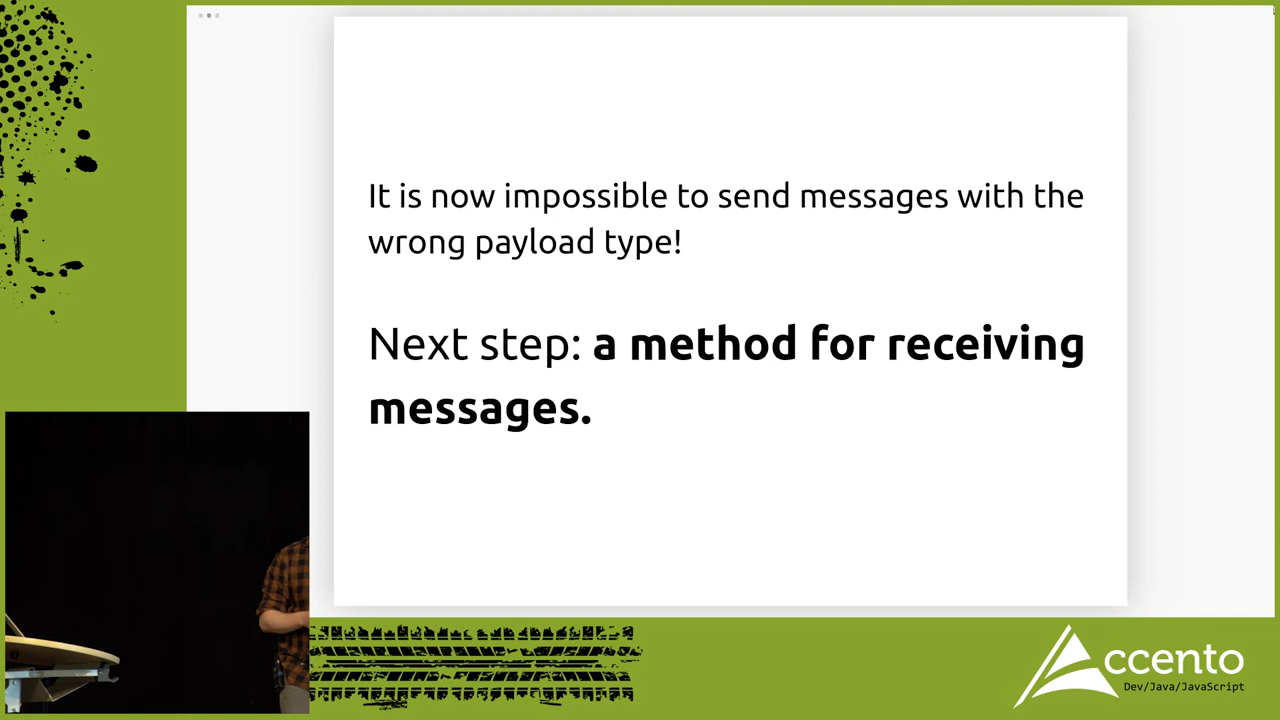 It is now impossible to send messages with the
wrong payload type!
Next step: a method for receiving
messages.
Accento
Dev/Java/JavaScript